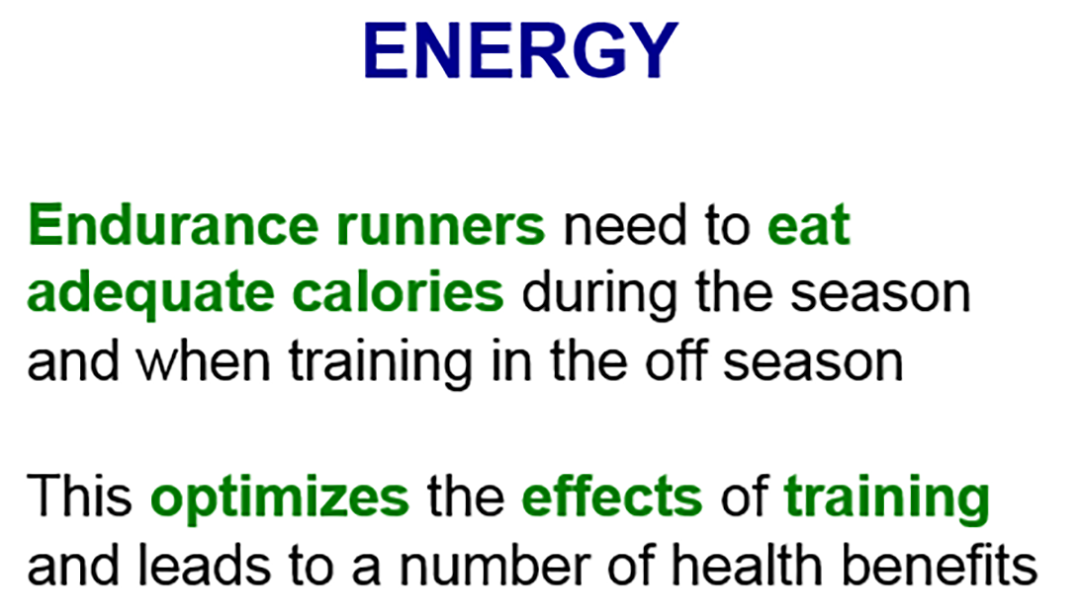 ENERGY
Endurance runners need to eat
adequate calories during the season
and when training in the off season
This optimizes the effects of training
and leads to a number of health benefits